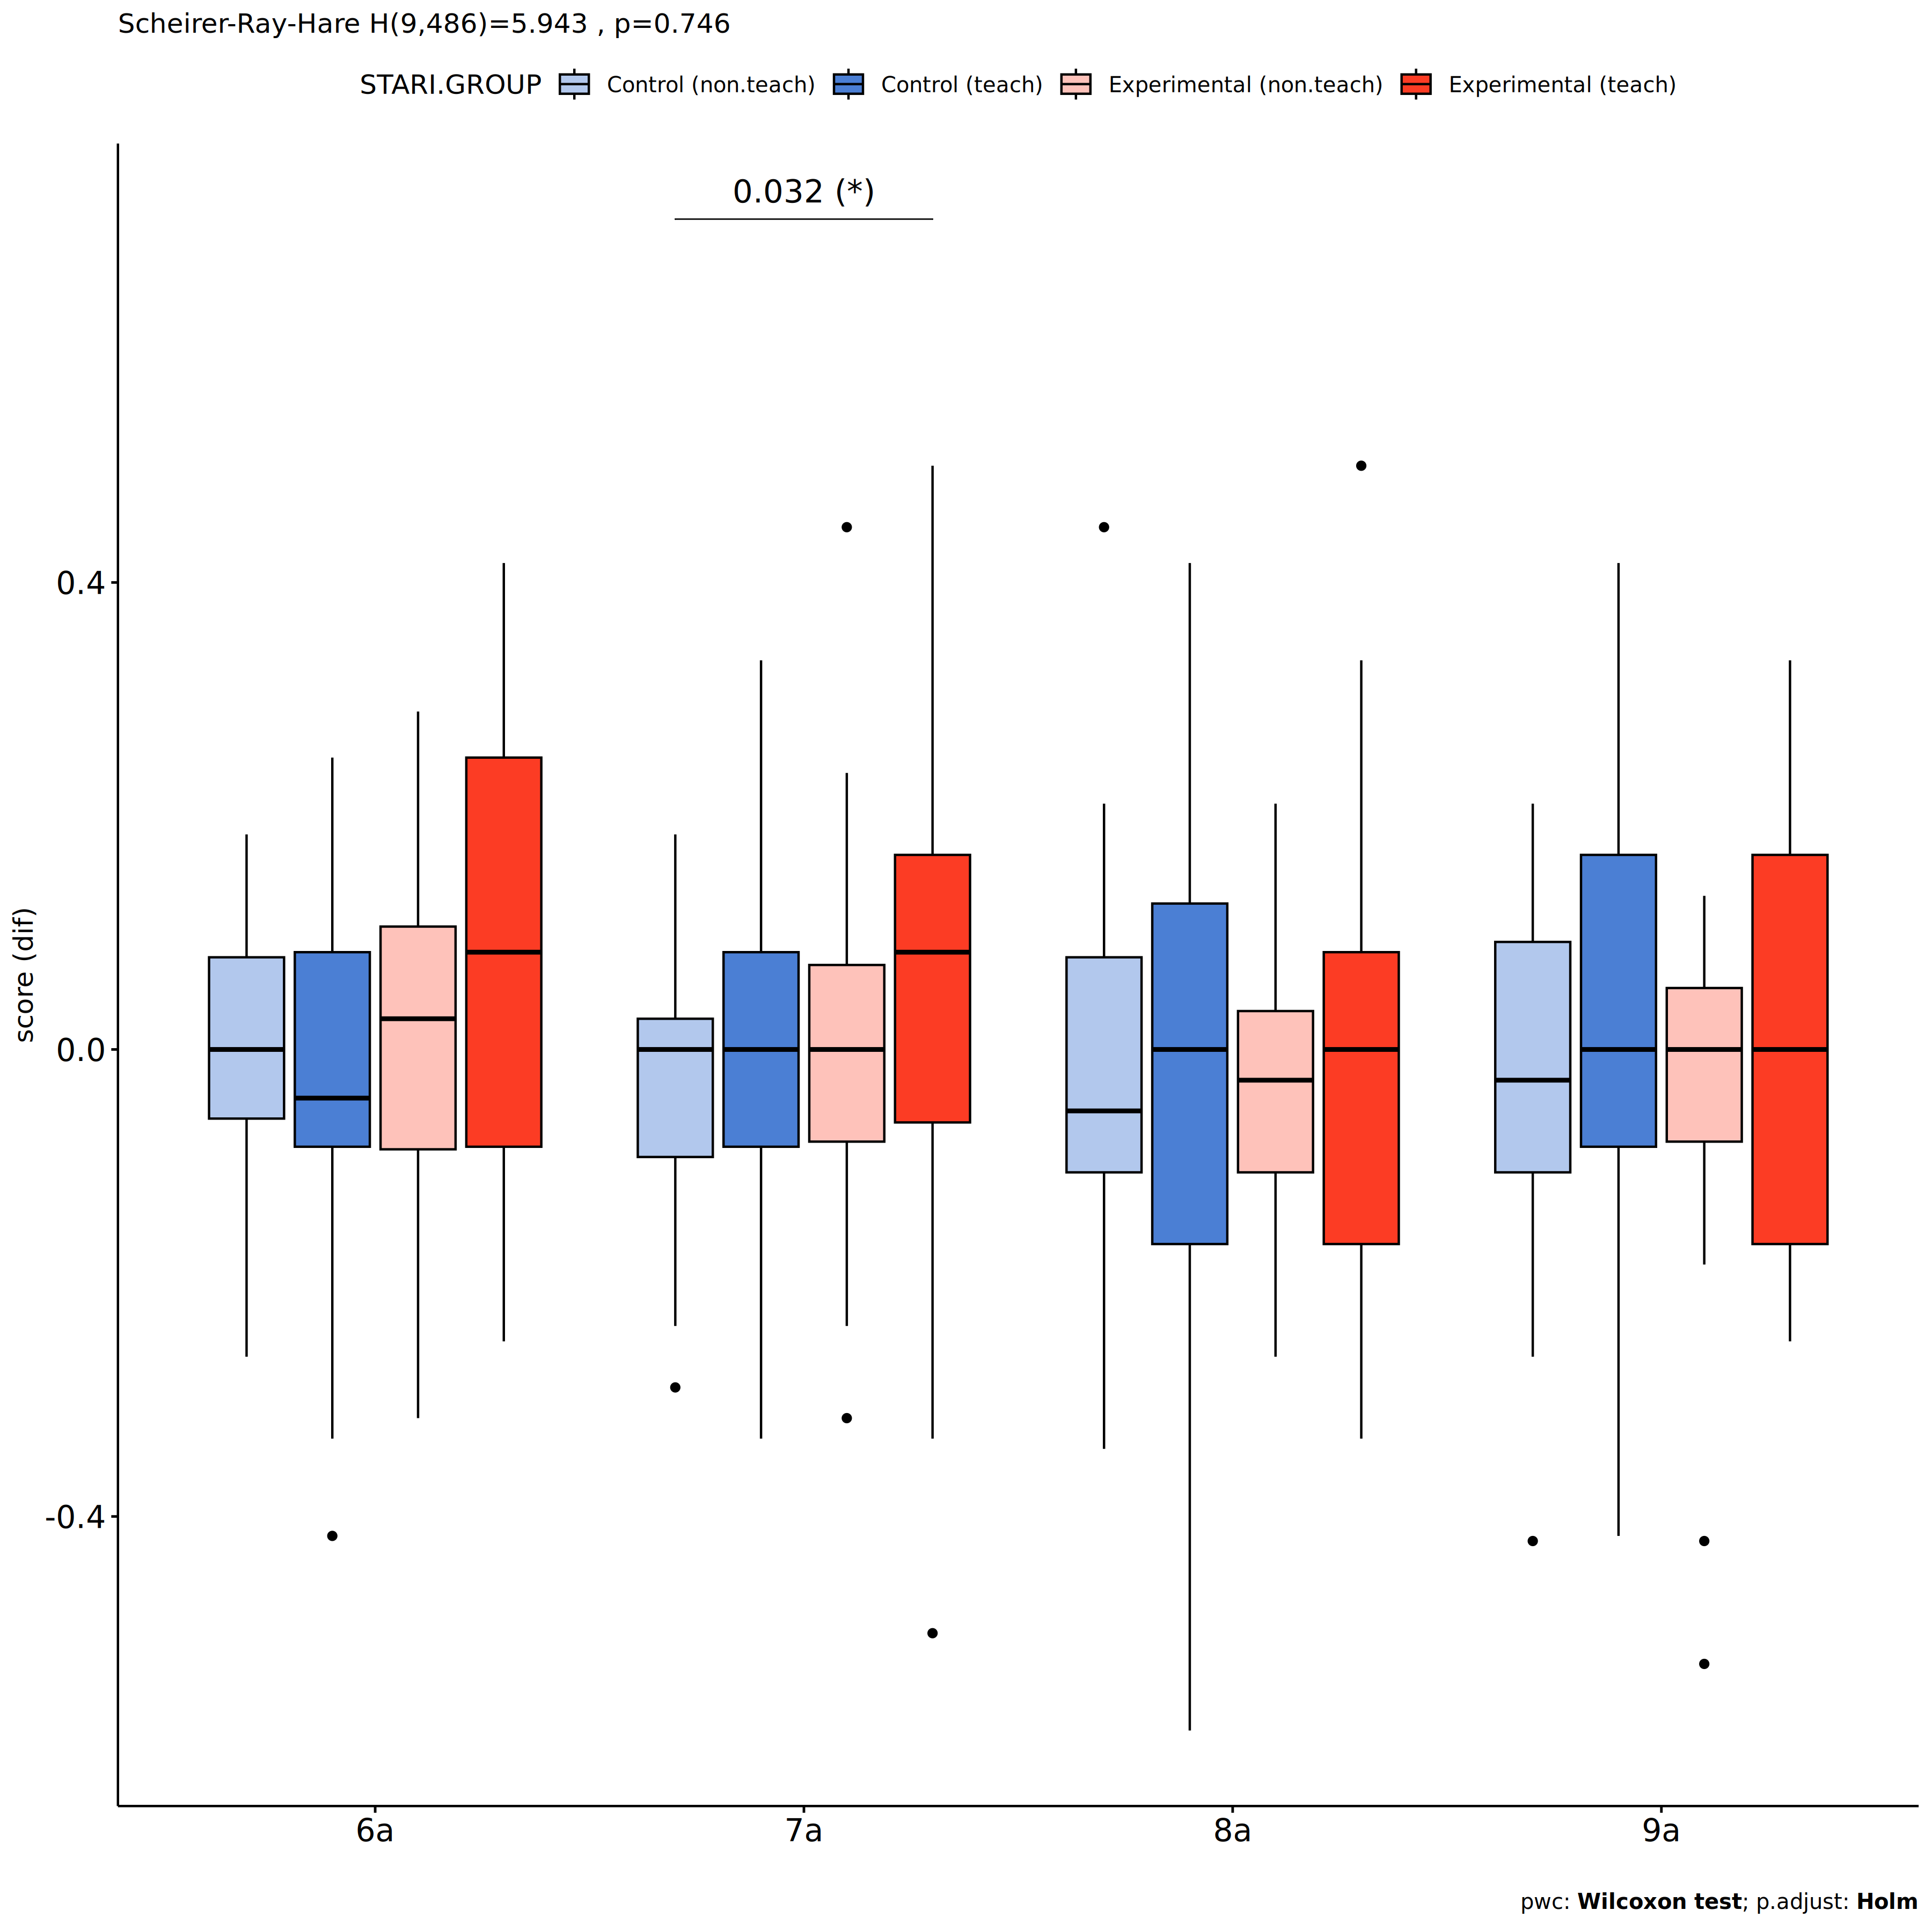 Scheirer-Ray-Hare H(9,486)=5.943 , p=0.746
STARI.GROUP Control (non.teach) Control (teach) Experimental (non.teach) Experimental (teach)
0.032 (*)
score (dif)
0.4
0.0
-0.4
6a 7a 8a 9a
pwc: Wilcoxon test; p.adjust: Holm